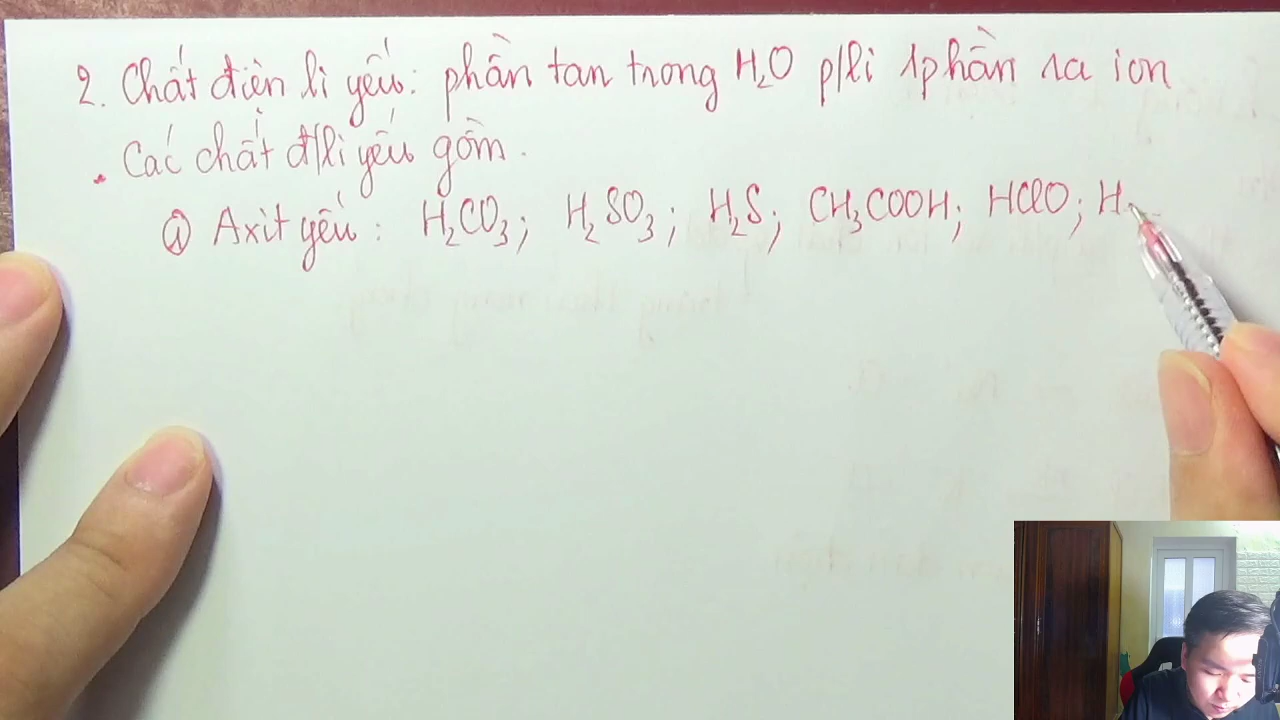 2. Chất điện li yếu: phần tan trong H₂O p/li 1 phần ra ion
. Các chất đ/li yếu gồm.
ⓐ Axit yếu: H₂CO₃; H₂SO₃; H₂S; CH₃COOH; HClO; H